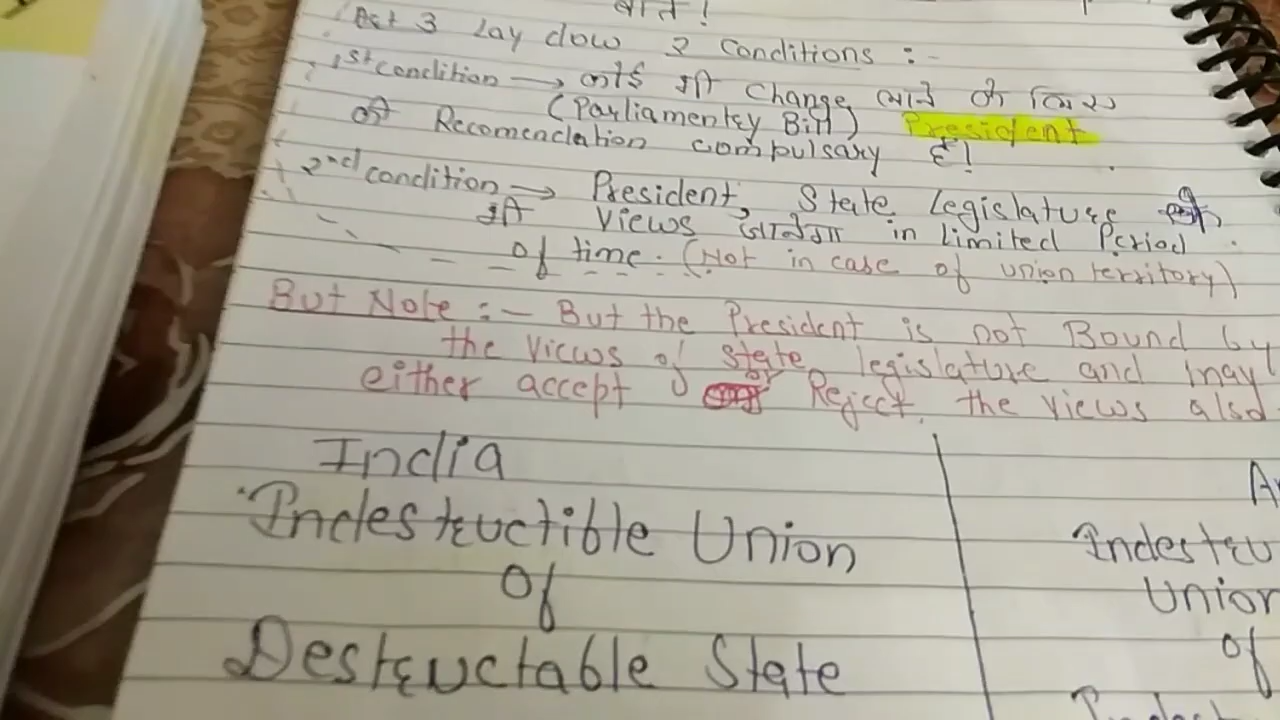 बात !
Act 3 Lay dow 2 Conditions :-
1st condition → कोई भी Change लाने के लिए
(Parliamentry Bill) President
की Recomendation compulsary है!
2nd condition → President, State Legislature
भी views जानेगा in Limited Period
of time. (Not in case of union territory)
But Note :- But the President is not Bound by
the views of state legislature and may
either accept or Reject, the views also
India
Indestructible Union
Of
Destructable State
Indestru
Union
of